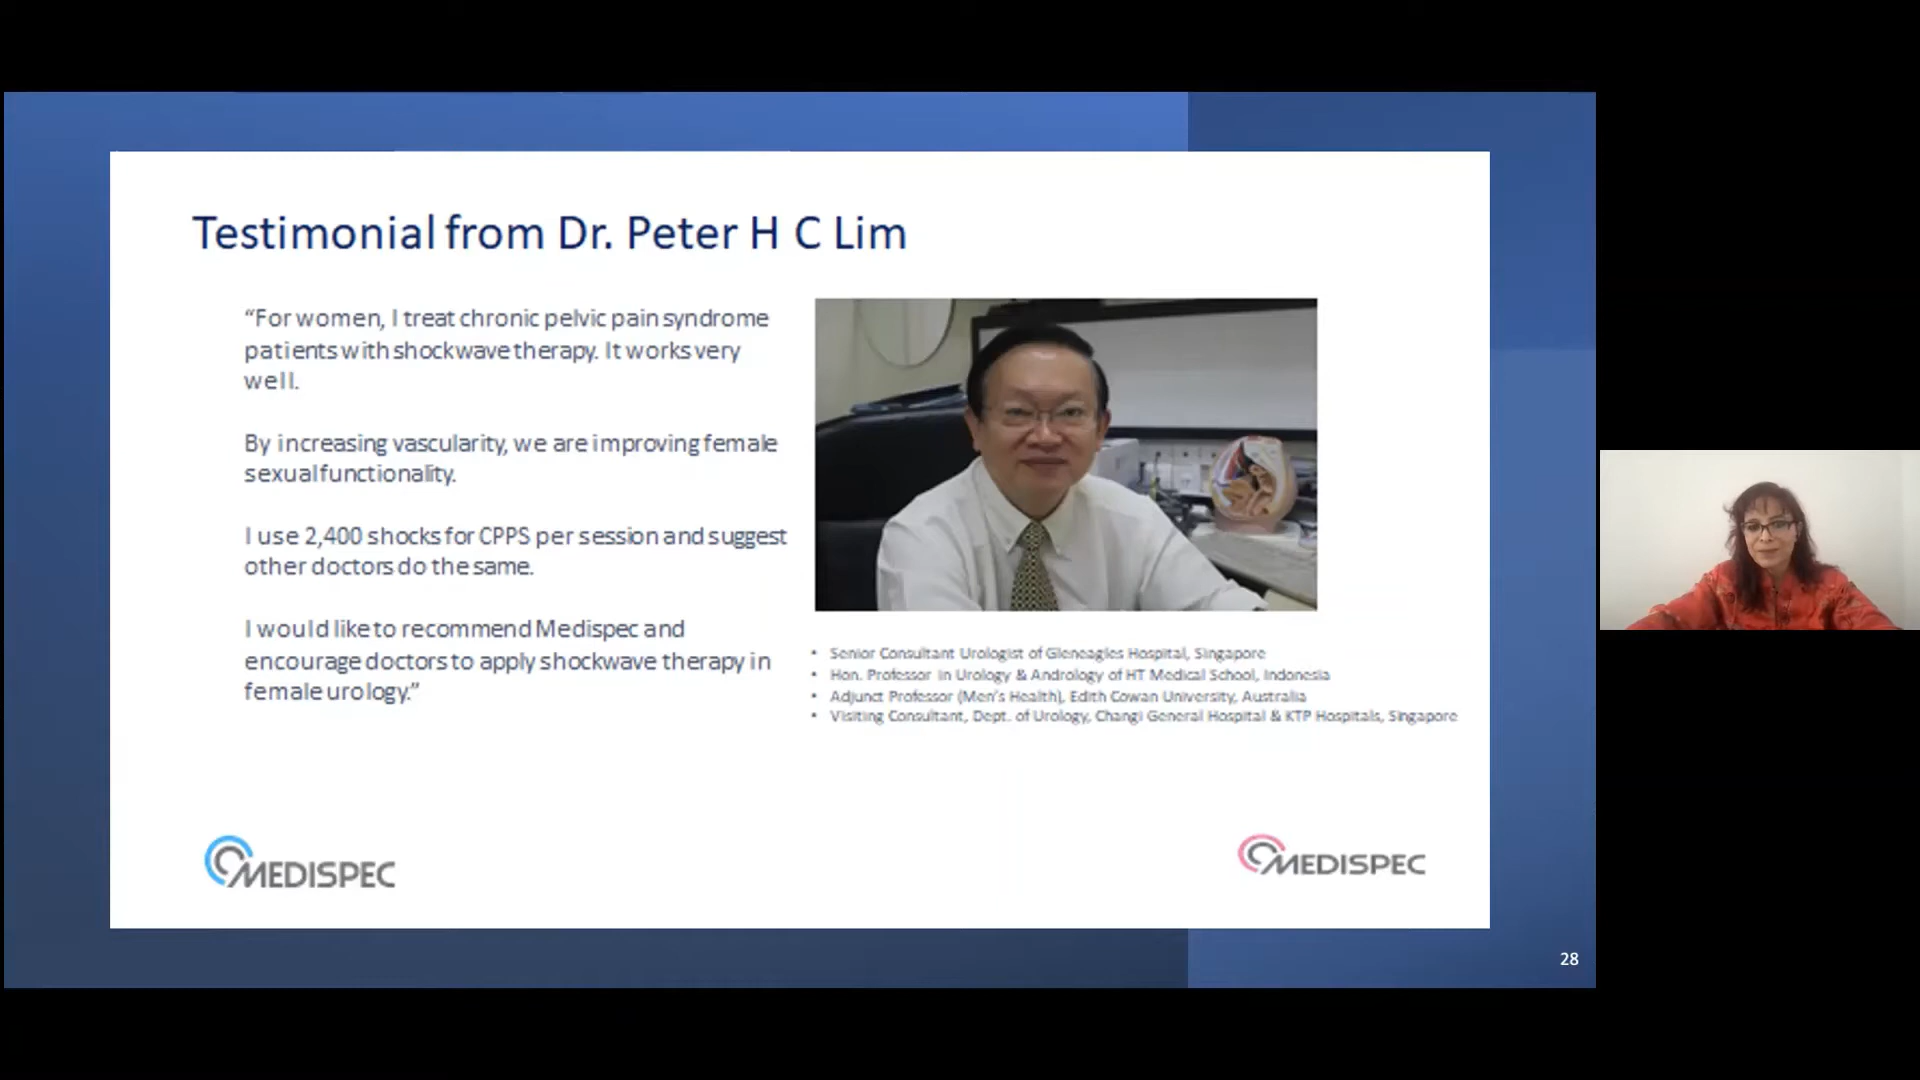 Testimonial from Dr. Peter H C Lim
“For women, I treat chronic pelvic pain syndrome
patients with shockwave therapy. It works very
well.
By increasing vascularity, we are improving female
sexual functionality.
I use 2,400 shocks for CPPS per session and suggest
other doctors do the same.
I would like to recommend Medispec and
encourage doctors to apply shockwave therapy in
female urology.”
• Senior Consultant Urologist of Gleneagles Hospital, Singapore
• Hon. Professor in Urology & Andrology of HT Medical School, Indonesia
• Adjunct Professor (Men's Health), Edith Cowan University, Australia
• Visiting Consultant, Dept. of Urology, Changi General Hospital & KTP Hospitals, Singapore
MEDISPEC
MEDISPEC
28